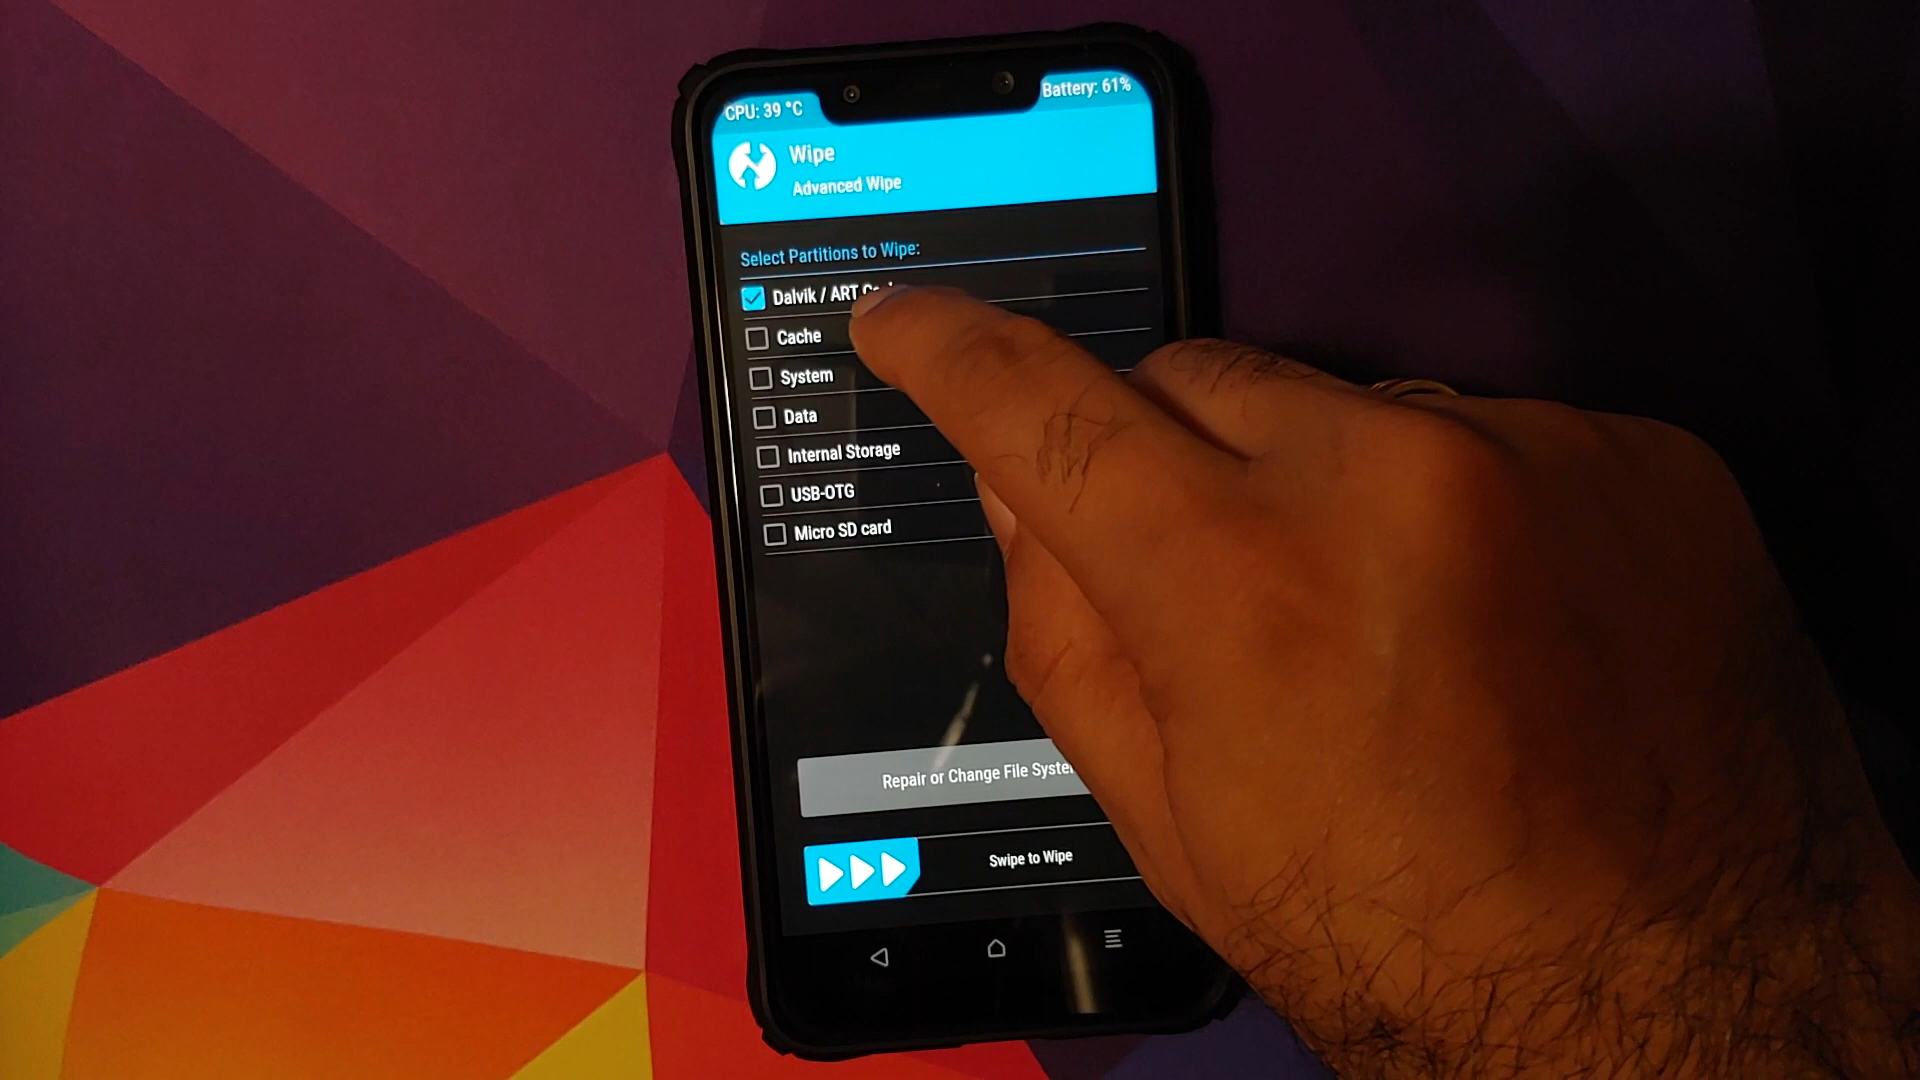 CPU: 39 °C
Battery: 61%
Wipe
Advanced Wipe
Select Partitions to Wipe:
Dalvik / ART
Cache
System
Data
Internal Storage
USB-OTG
Micro SD card
Repair or Change File System
Swipe to Wipe